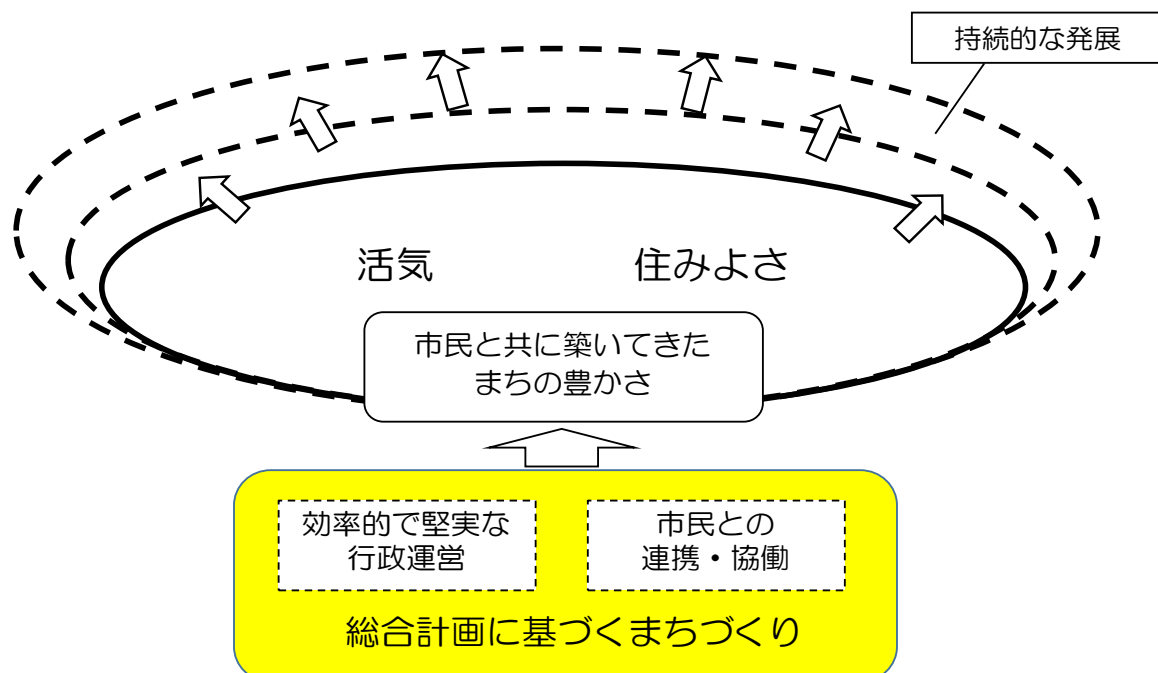 持続的な発展
活気
住みよさ
市民と共に築いてきた
まちの豊かさ
効率的で堅実な
行政運営
市民との
連携・協働
総合計画に基づくまちづくり